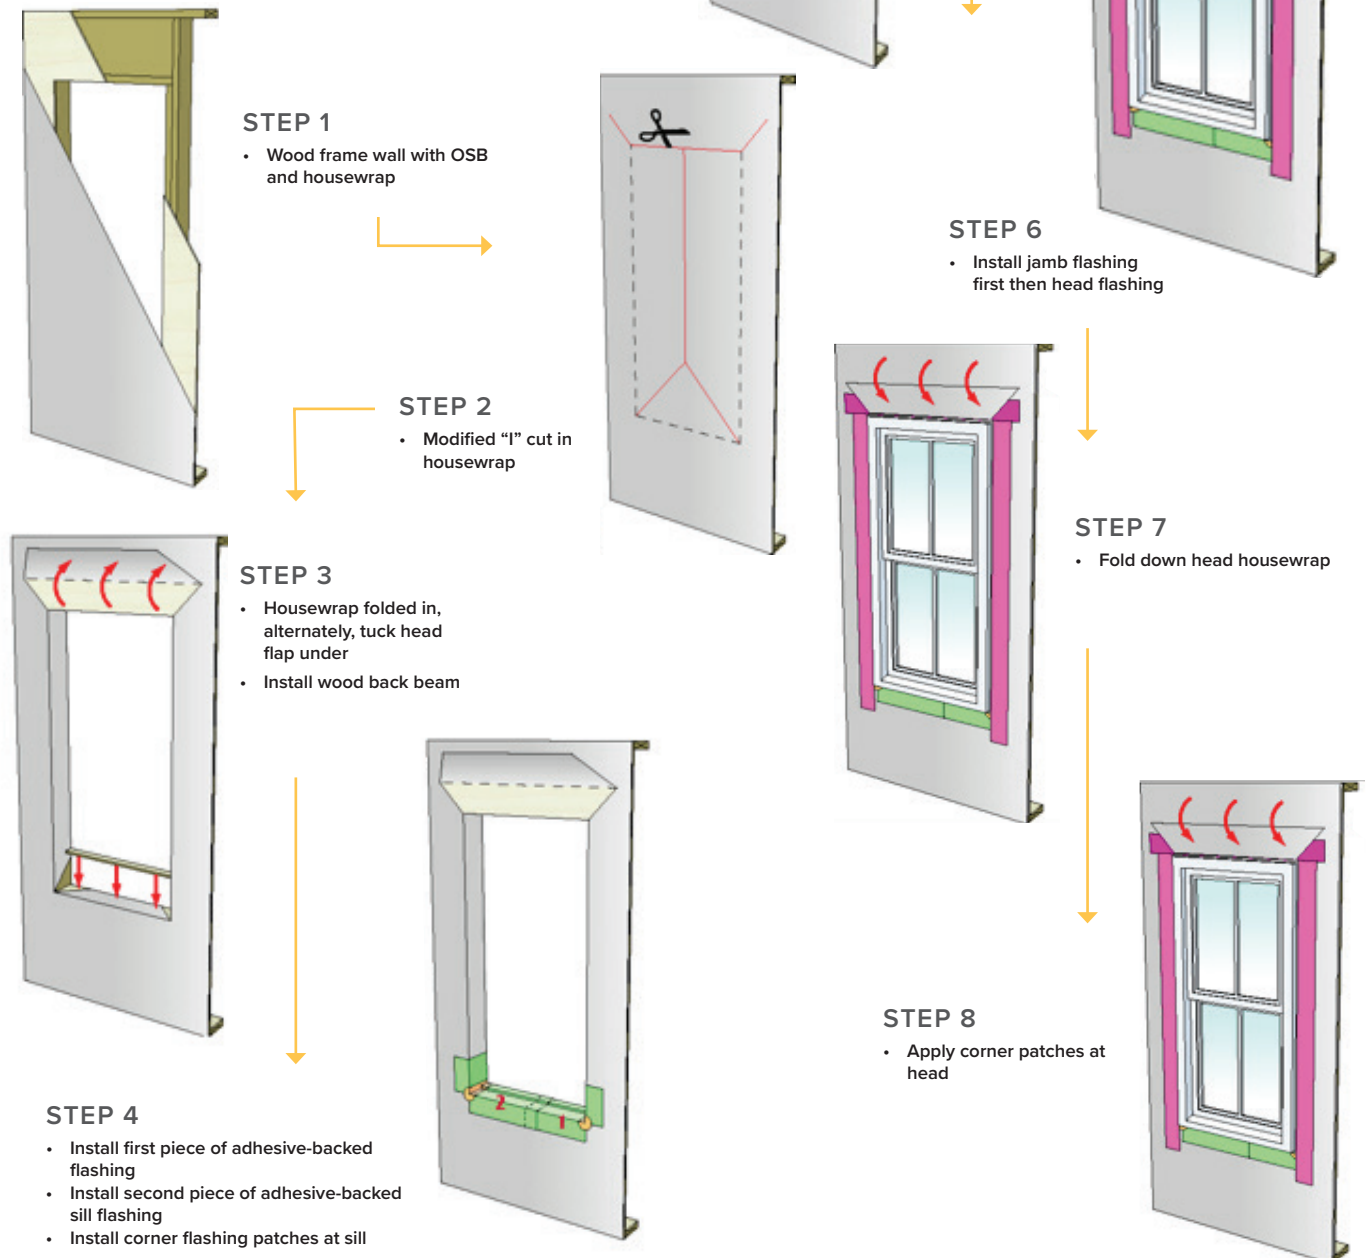 STEP 1
• Wood frame wall with OSB
and housewrap
STEP 2
• Modified “I” cut in
housewrap
STEP 3
• Housewrap folded in,
alternately, tuck head
flap under
• Install wood back beam
STEP 4
• Install first piece of adhesive-backed
flashing
• Install second piece of adhesive-backed
sill flashing
• Install corner flashing patches at sill
2
1
STEP 6
• Install jamb flashing
first then head flashing
STEP 7
• Fold down head housewrap
STEP 8
• Apply corner patches at
head